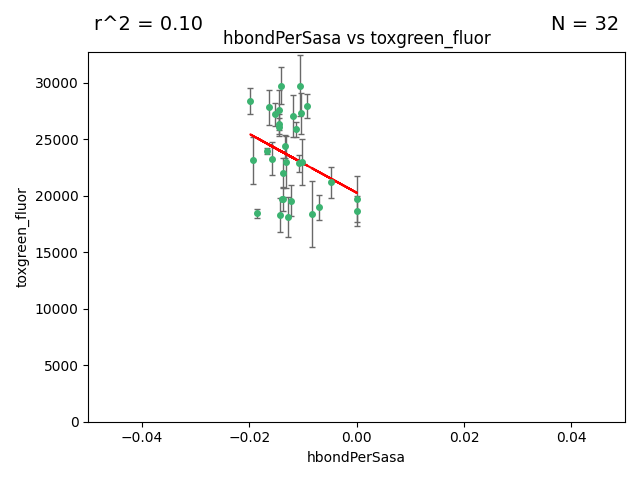 r^2 = 0.10
N = 32
hbondPerSasa vs toxgreen_fluor
30000
25000
20000
15000
10000
5000
0
toxgreen_fluor
−0.04
−0.02
0.00
0.02
0.04
hbondPerSasa